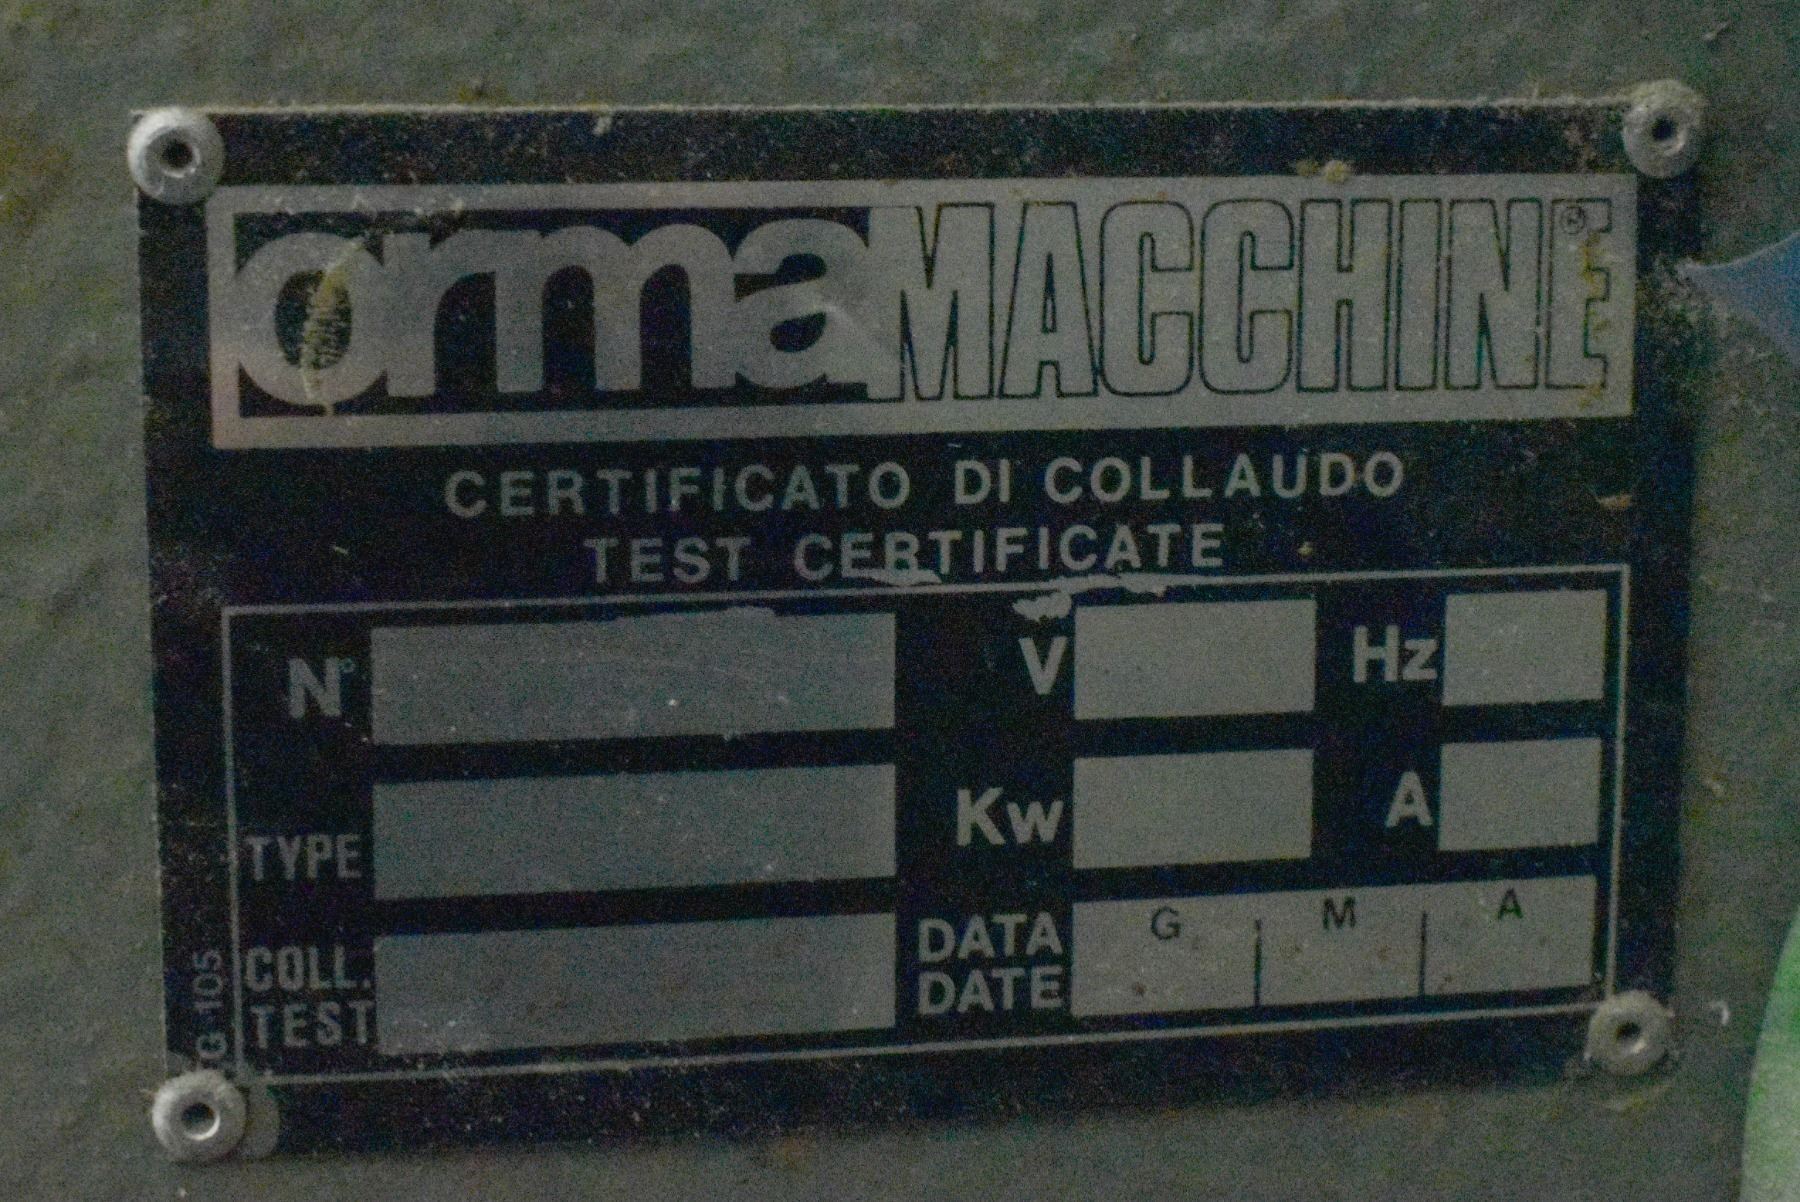 ormaMACCHINE®
CERTIFICATO DI COLLAUDO
TEST CERTIFICATE
N° V Hz
TYPE Kw A
COLL. TEST DATA DATE G M A
G 105